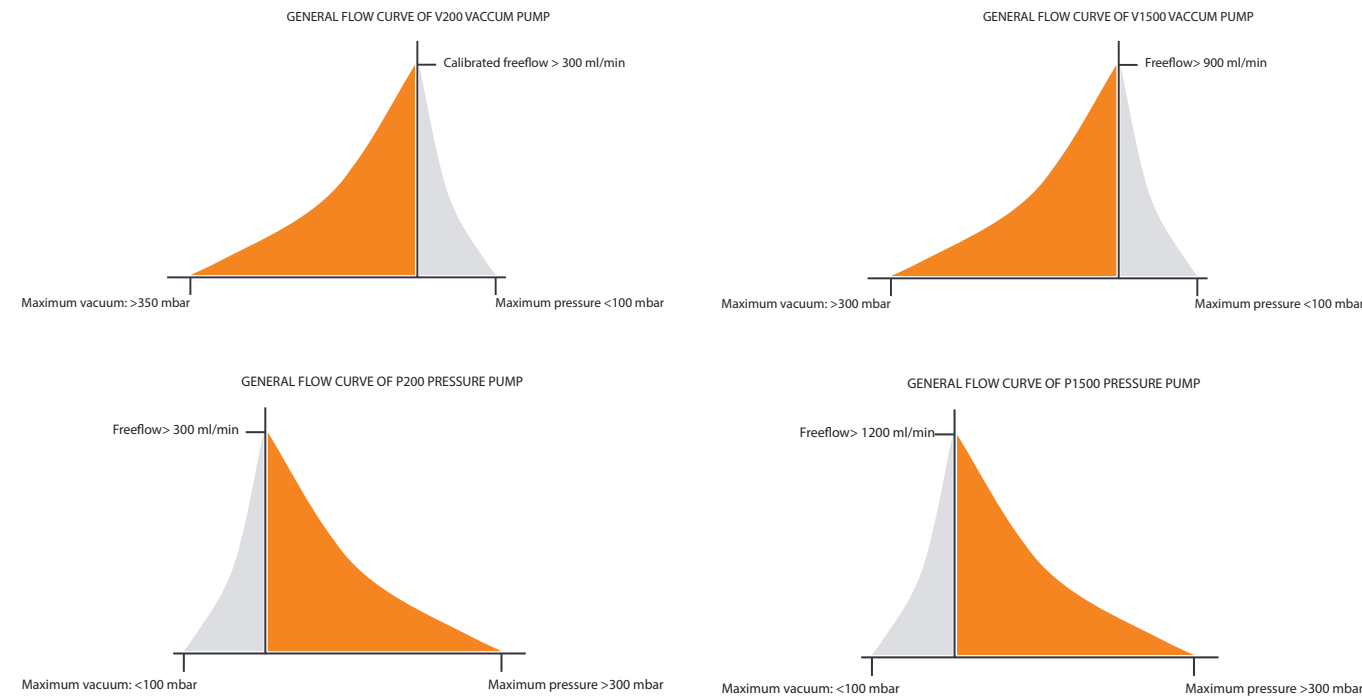 GENERAL FLOW CURVE OF V200 VACCUM PUMP
Calibrated freeflow > 300 ml/min
Maximum vacuum: >350 mbar
Maximum pressure <100 mbar
GENERAL FLOW CURVE OF V1500 VACCUM PUMP
Freeflow> 900 ml/min
Maximum vacuum: >300 mbar
Maximum pressure <100 mbar
GENERAL FLOW CURVE OF P200 PRESSURE PUMP
Freeflow> 300 ml/min
Maximum vacuum: <100 mbar
Maximum pressure >300 mbar
GENERAL FLOW CURVE OF P1500 PRESSURE PUMP
Freeflow> 1200 ml/min
Maximum vacuum: <100 mbar
Maximum pressure >300 mbar